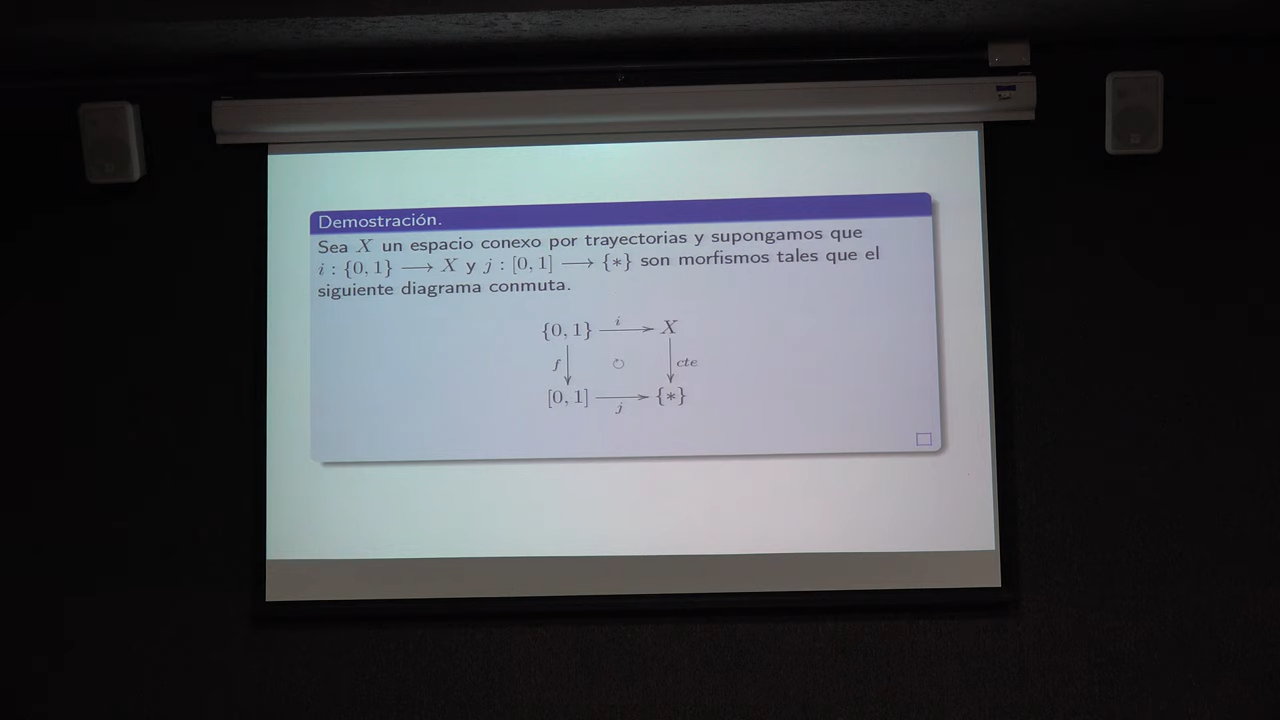 Demostración.
Sea X un espacio conexo por trayectorias y supongamos que
i : {0, 1} ⟶ X y j : [0, 1] ⟶ {∗} son morfismos tales que el
siguiente diagrama conmuta.
{0, 1} i X
f ↻ cte
[0, 1] j {∗}